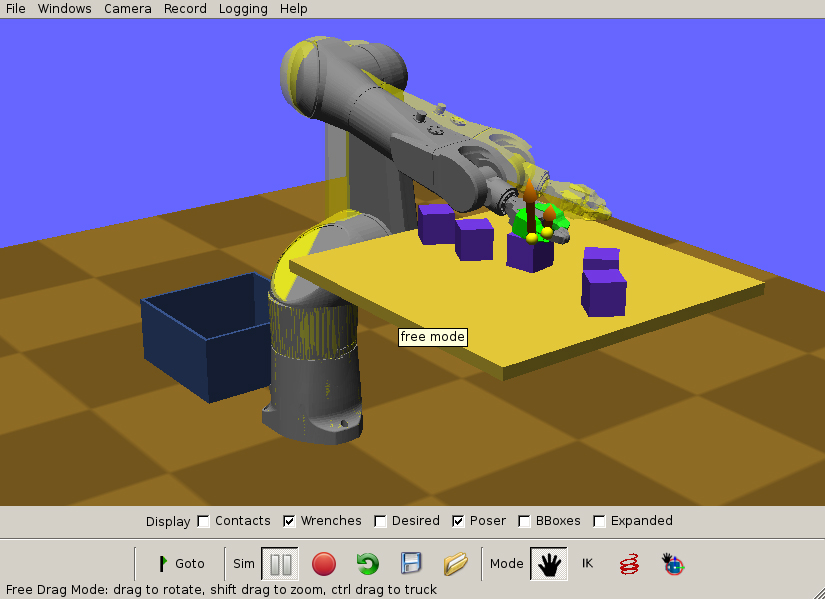 File Windows Camera Record Logging Help
free mode
Display Contacts Wrenches Desired Poser BBoxes Expanded
Goto Sim Mode IK
Free Drag Mode: drag to rotate, shift drag to zoom, ctrl drag to truck